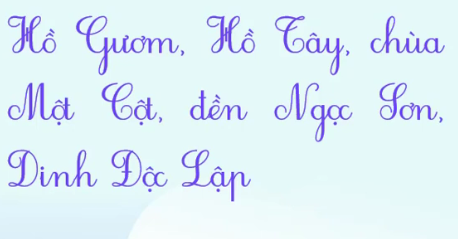 Hồ Gươm, Hồ Tây, chùa
Một Cột, đền Ngọc Sơn,
Dinh Độc Lập